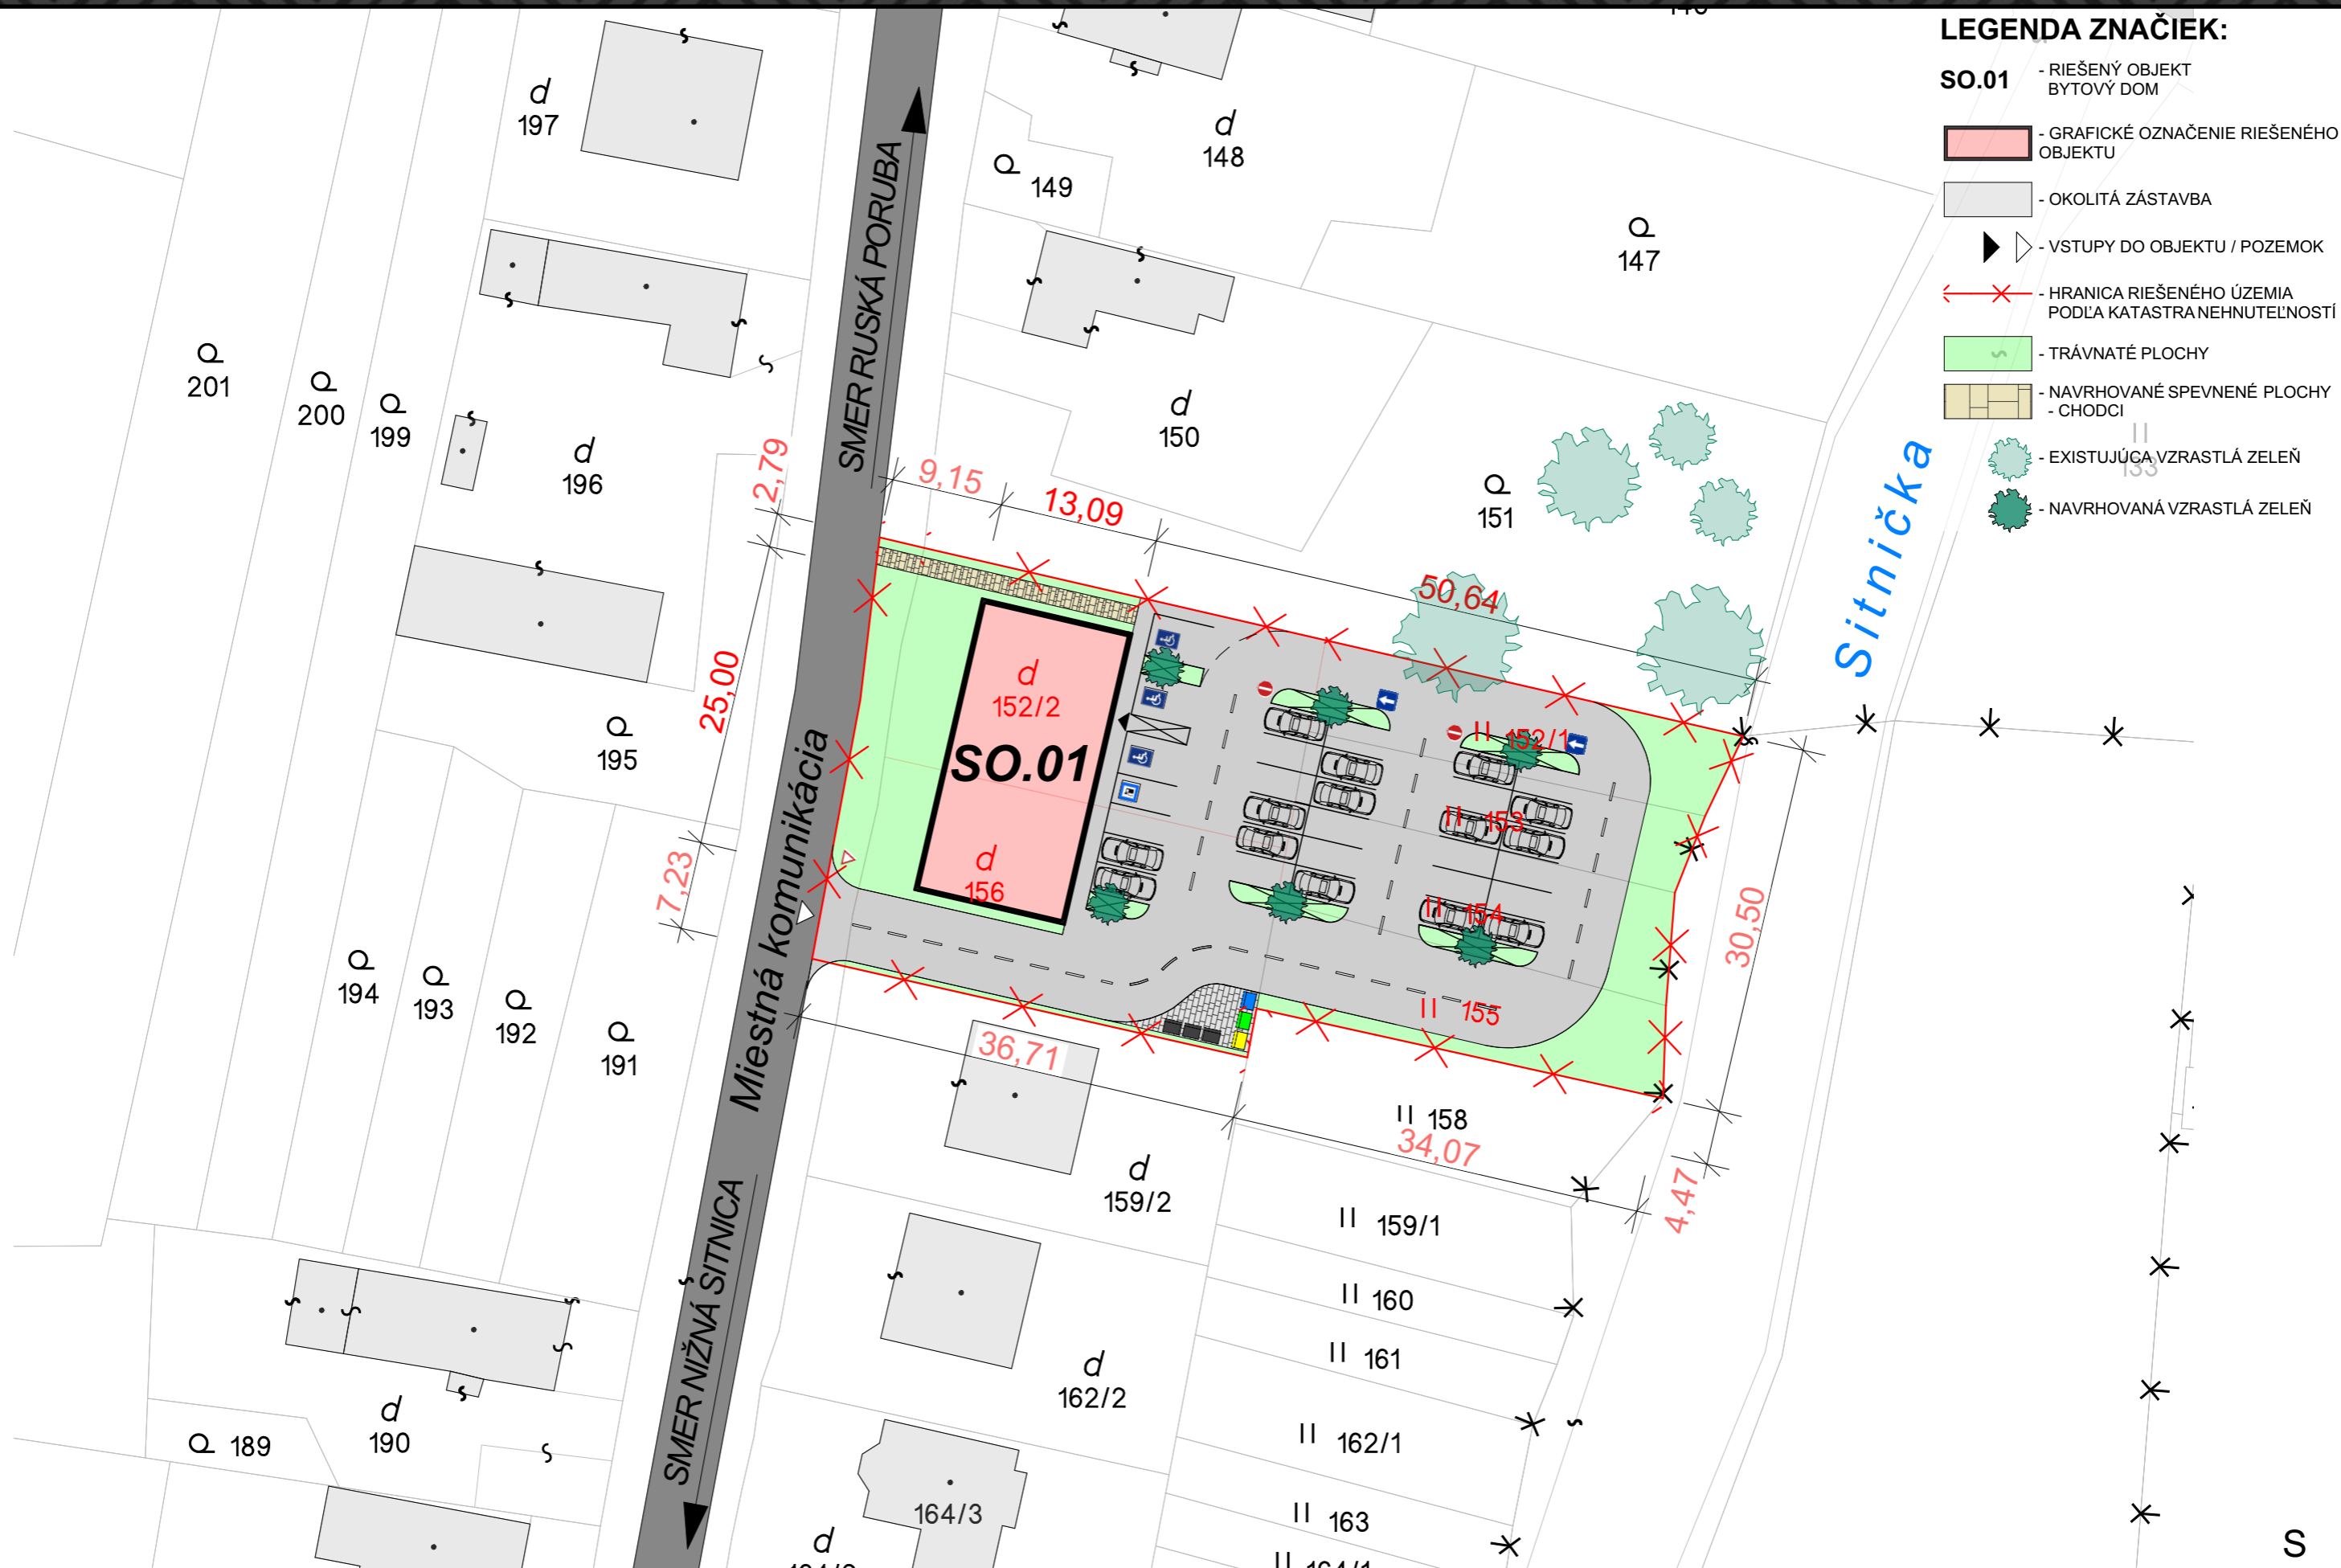 LEGENDA ZNAČIEK:
SO.01
- RIEŠENÝ OBJEKT
BYTOVÝ DOM
- GRAFICKÉ OZNAČENIE RIEŠENÉHO
OBJEKTU
- OKOLITÁ ZÁSTAVBA
- VSTUPY DO OBJEKTU / POZEMOK
- HRANICA RIEŠENÉHO ÚZEMIA
PODĽA KATASTRA NEHNUTEĽNOSTÍ
- TRÁVNATÉ PLOCHY
- NAVRHOVANÉ SPEVNENÉ PLOCHY
- CHODCI
- EXISTUJÚCA VZRASTLÁ ZELEŇ
133
- NAVRHOVANÁ VZRASTLÁ ZELEŇ
d
197
d
148
149
147
SMER RUSKÁ PORUBA
201
200
199
d
196
d
150
151
Sitnička
2,79
9,15
13,09
50,64
25,00
7,23
d
152/2
SO.01
d
156
152/1
153
154
155
195
30,50
Miestna komunikácia
194
193
192
191
36,71
158
34,07
4,47
d
159/2
159/1
160
161
SMER NIŽNÁ SITNICA
d
162/2
162/1
d
190
189
164/3
163
d
164/1
S